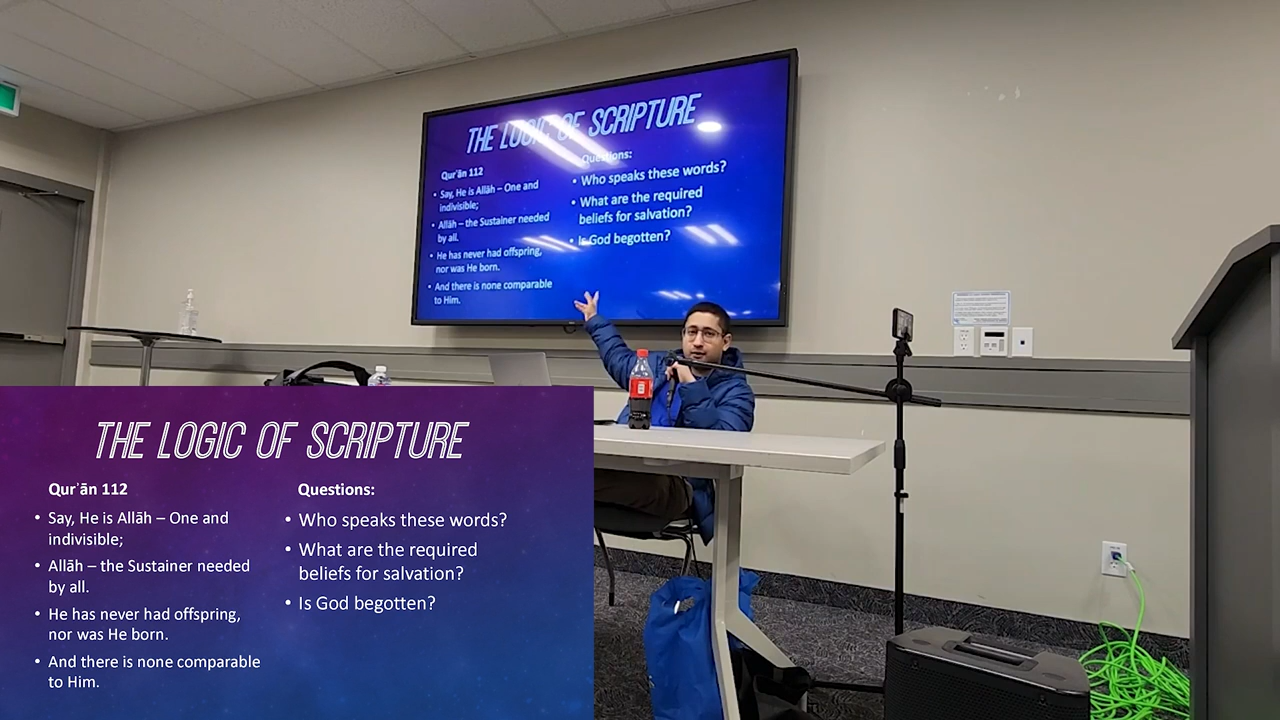 THE LOGIC OF SCRIPTURE
Qurʾān 112
• Say, He is Allāh – One and
indivisible;
• Allāh – the Sustainer needed
by all.
• He has never had offspring,
nor was He born.
• And there is none comparable
to Him.
Questions:
• Who speaks these words?
• What are the required
beliefs for salvation?
• Is God begotten?
THE LOGIC OF SCRIPTURE
Qurʾān 112
• Say, He is Allāh – One and
indivisible;
• Allāh – the Sustainer needed
by all.
• He has never had offspring,
nor was He born.
• And there is none comparable
to Him.
Questions:
• Who speaks these words?
• What are the required
beliefs for salvation?
• Is God begotten?